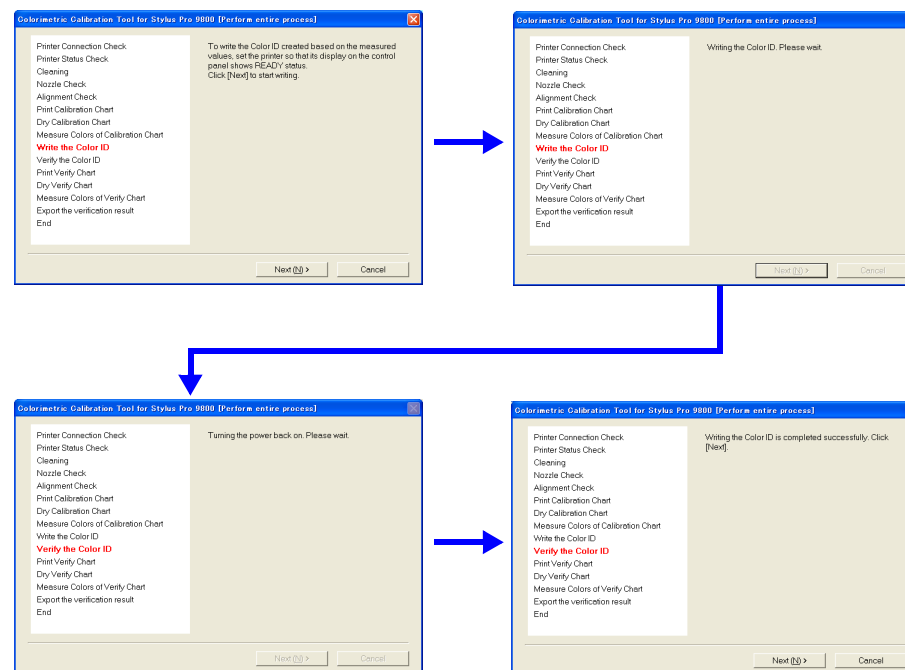 Colorimetric Calibration Tool for Stylus Pro 9800 [Perform entire process]
Printer Connection Check
Printer Status Check
Cleaning
Nozzle Check
Alignment Check
Print Calibration Chart
Dry Calibration Chart
Measure Colors of Calibration Chart
Write the Color ID
Verify the Color ID
Print Verify Chart
Dry Verify Chart
Measure Colors of Verify Chart
Export the verification result
End
To write the Color ID created based on the measured
values, set the printer so that its display on the control
panel shows READY status.
Click [Next] to start writing.
Next (N) >
Cancel
Colorimetric Calibration Tool for Stylus Pro 9800 [Perform entire process]
Printer Connection Check
Printer Status Check
Cleaning
Nozzle Check
Alignment Check
Print Calibration Chart
Dry Calibration Chart
Measure Colors of Calibration Chart
Write the Color ID
Verify the Color ID
Print Verify Chart
Dry Verify Chart
Measure Colors of Verify Chart
Export the verification result
End
Writing the Color ID. Please wait.
Next (N) >
Cancel
Colorimetric Calibration Tool for Stylus Pro 9800 [Perform entire process]
Printer Connection Check
Printer Status Check
Cleaning
Nozzle Check
Alignment Check
Print Calibration Chart
Dry Calibration Chart
Measure Colors of Calibration Chart
Write the Color ID
Verify the Color ID
Print Verify Chart
Dry Verify Chart
Measure Colors of Verify Chart
Export the verification result
End
Turning the power back on. Please wait.
Next (N) >
Cancel
Colorimetric Calibration Tool for Stylus Pro 9800 [Perform entire process]
Printer Connection Check
Printer Status Check
Cleaning
Nozzle Check
Alignment Check
Print Calibration Chart
Dry Calibration Chart
Measure Colors of Calibration Chart
Write the Color ID
Verify the Color ID
Print Verify Chart
Dry Verify Chart
Measure Colors of Verify Chart
Export the verification result
End
Writing the Color ID is completed successfully. Click
[Next].
Next (N) >
Cancel